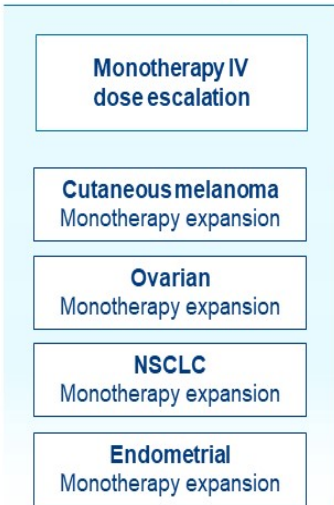 Monotherapy IV
dose escalation
Cutaneous melanoma
Monotherapy expansion
Ovarian
Monotherapy expansion
NSCLC
Monotherapy expansion
Endometrial
Monotherapy expansion